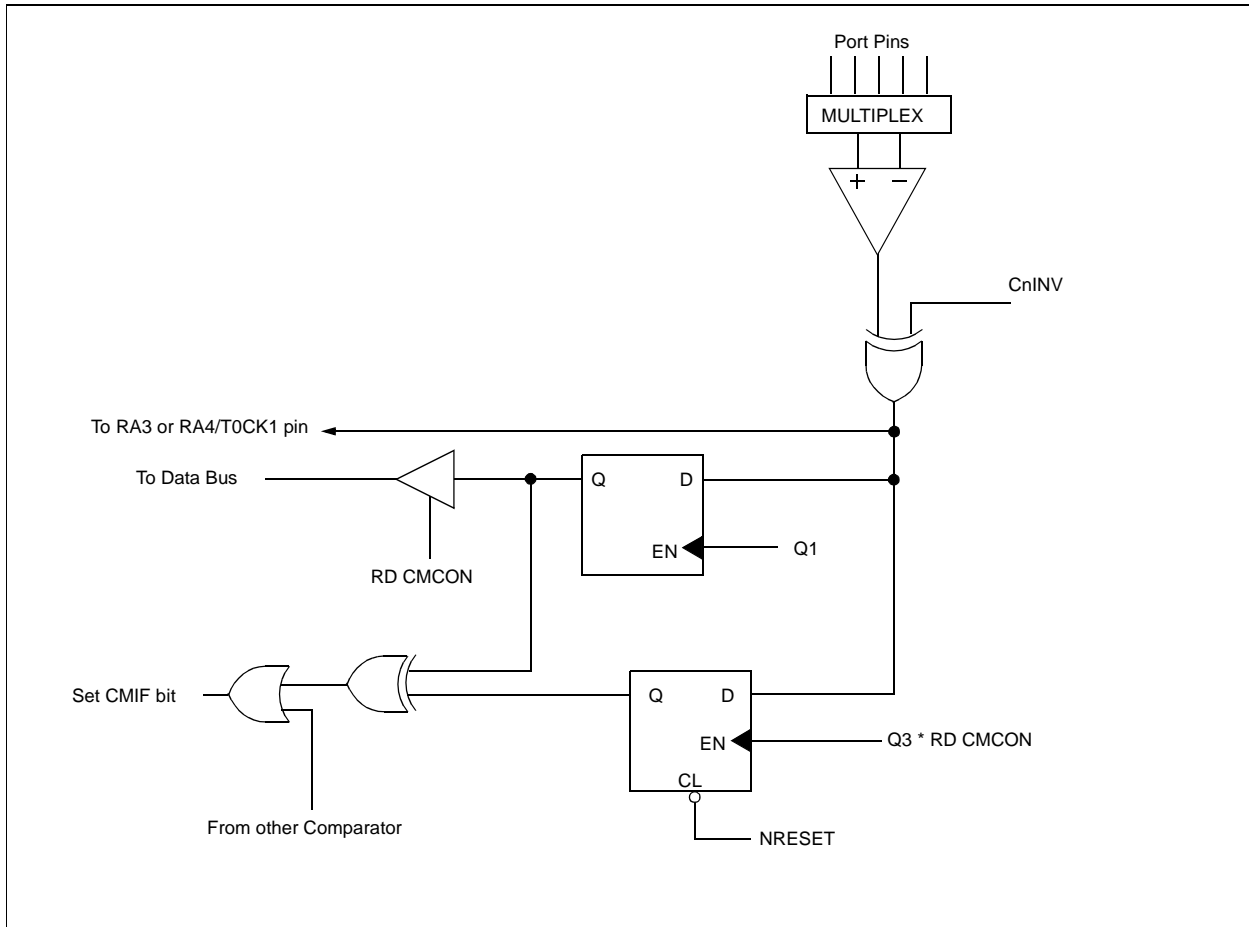 Port Pins
MULTIPLEX
+ −
CnINV
To RA3 or RA4/T0CK1 pin
To Data Bus
Q D
EN
Q1
RD CMCON
Set CMIF bit
Q D
EN
Q3 * RD CMCON
CL
From other Comparator
NRESET